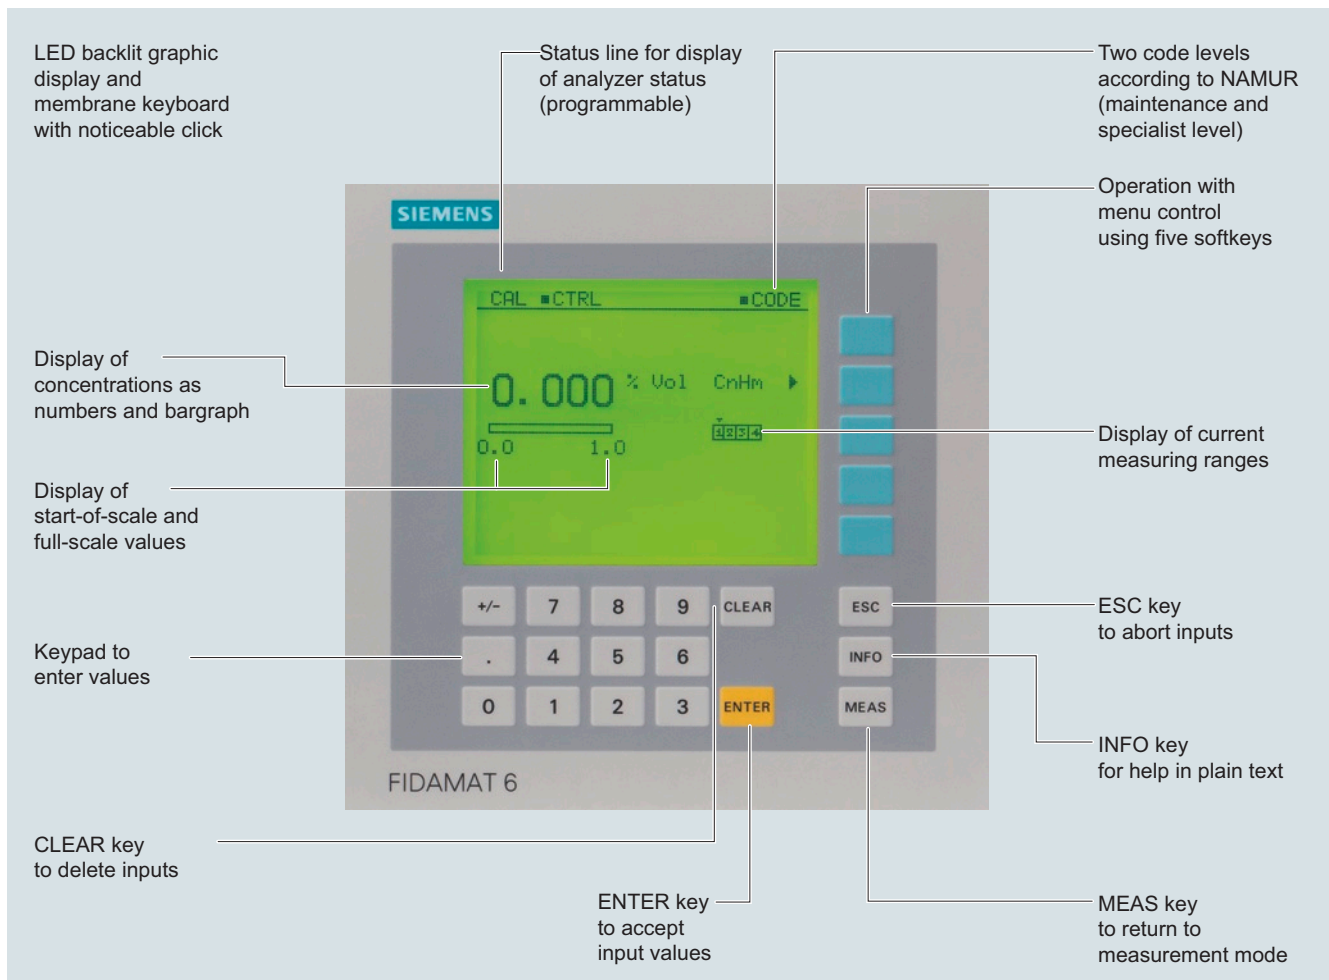 LED backlit graphic
display and
membrane keyboard
with noticeable click
Status line for display
of analyzer status
(programmable)
Two code levels
according to NAMUR
(maintenance and
specialist level)
Operation with
menu control
using five softkeys
SIEMENS
CAL ■CTRL ■CODE
Display of
concentrations as
numbers and bargraph
0.000 % Vol CnHm ▶
1 2 3 4
0.0 1.0
Display of current
measuring ranges
Display of
start-of-scale and
full-scale values
+/- 7 8 9 CLEAR ESC
ESC key
to abort inputs
Keypad to
enter values
. 4 5 6 INFO
0 1 2 3 ENTER MEAS
INFO key
for help in plain text
FIDAMAT 6
CLEAR key
to delete inputs
ENTER key
to accept
input values
MEAS key
to return to
measurement mode